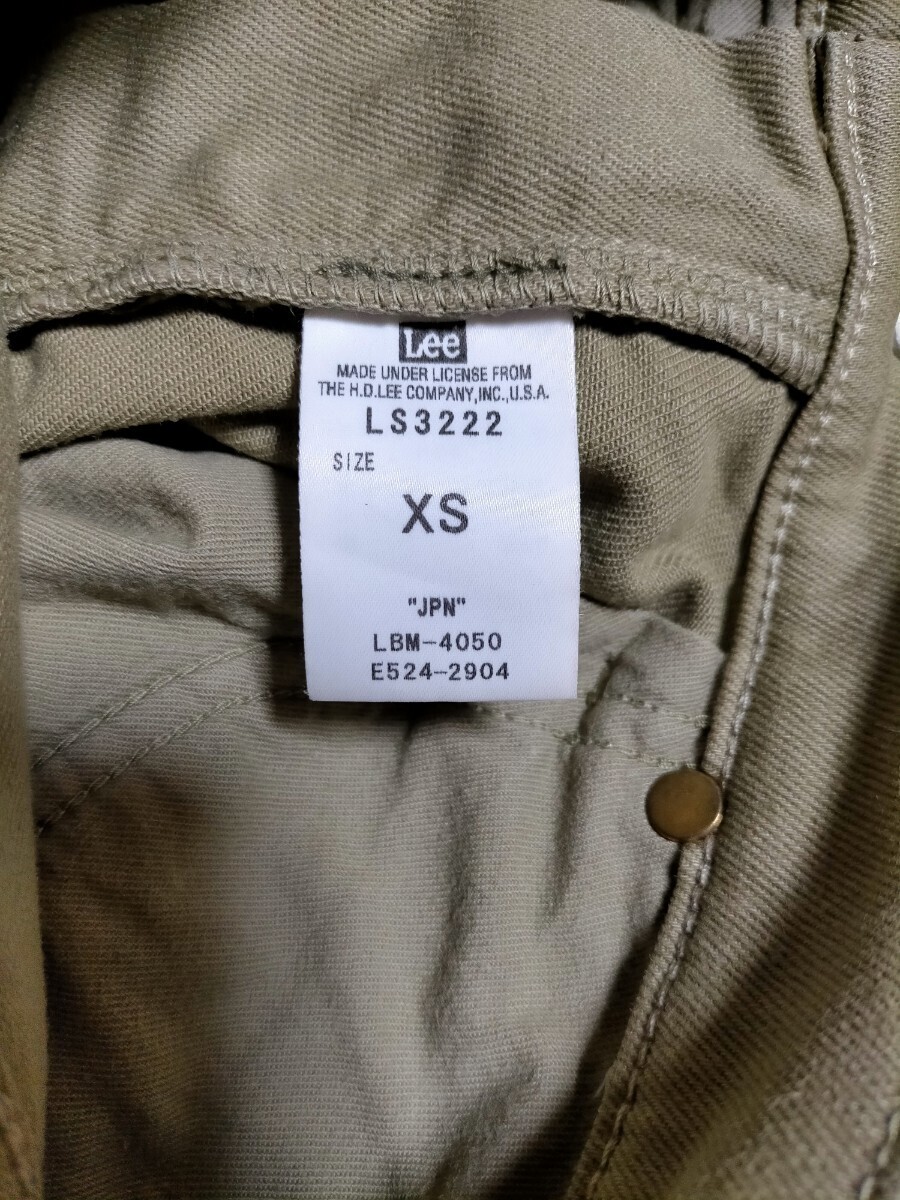 Lee
MADE UNDER LICENSE FROM
THE H.D.LEE COMPANY,INC.,U.S.A.
LS3222
SIZE
XS
"JPN"
LBM-4050
E524-2904